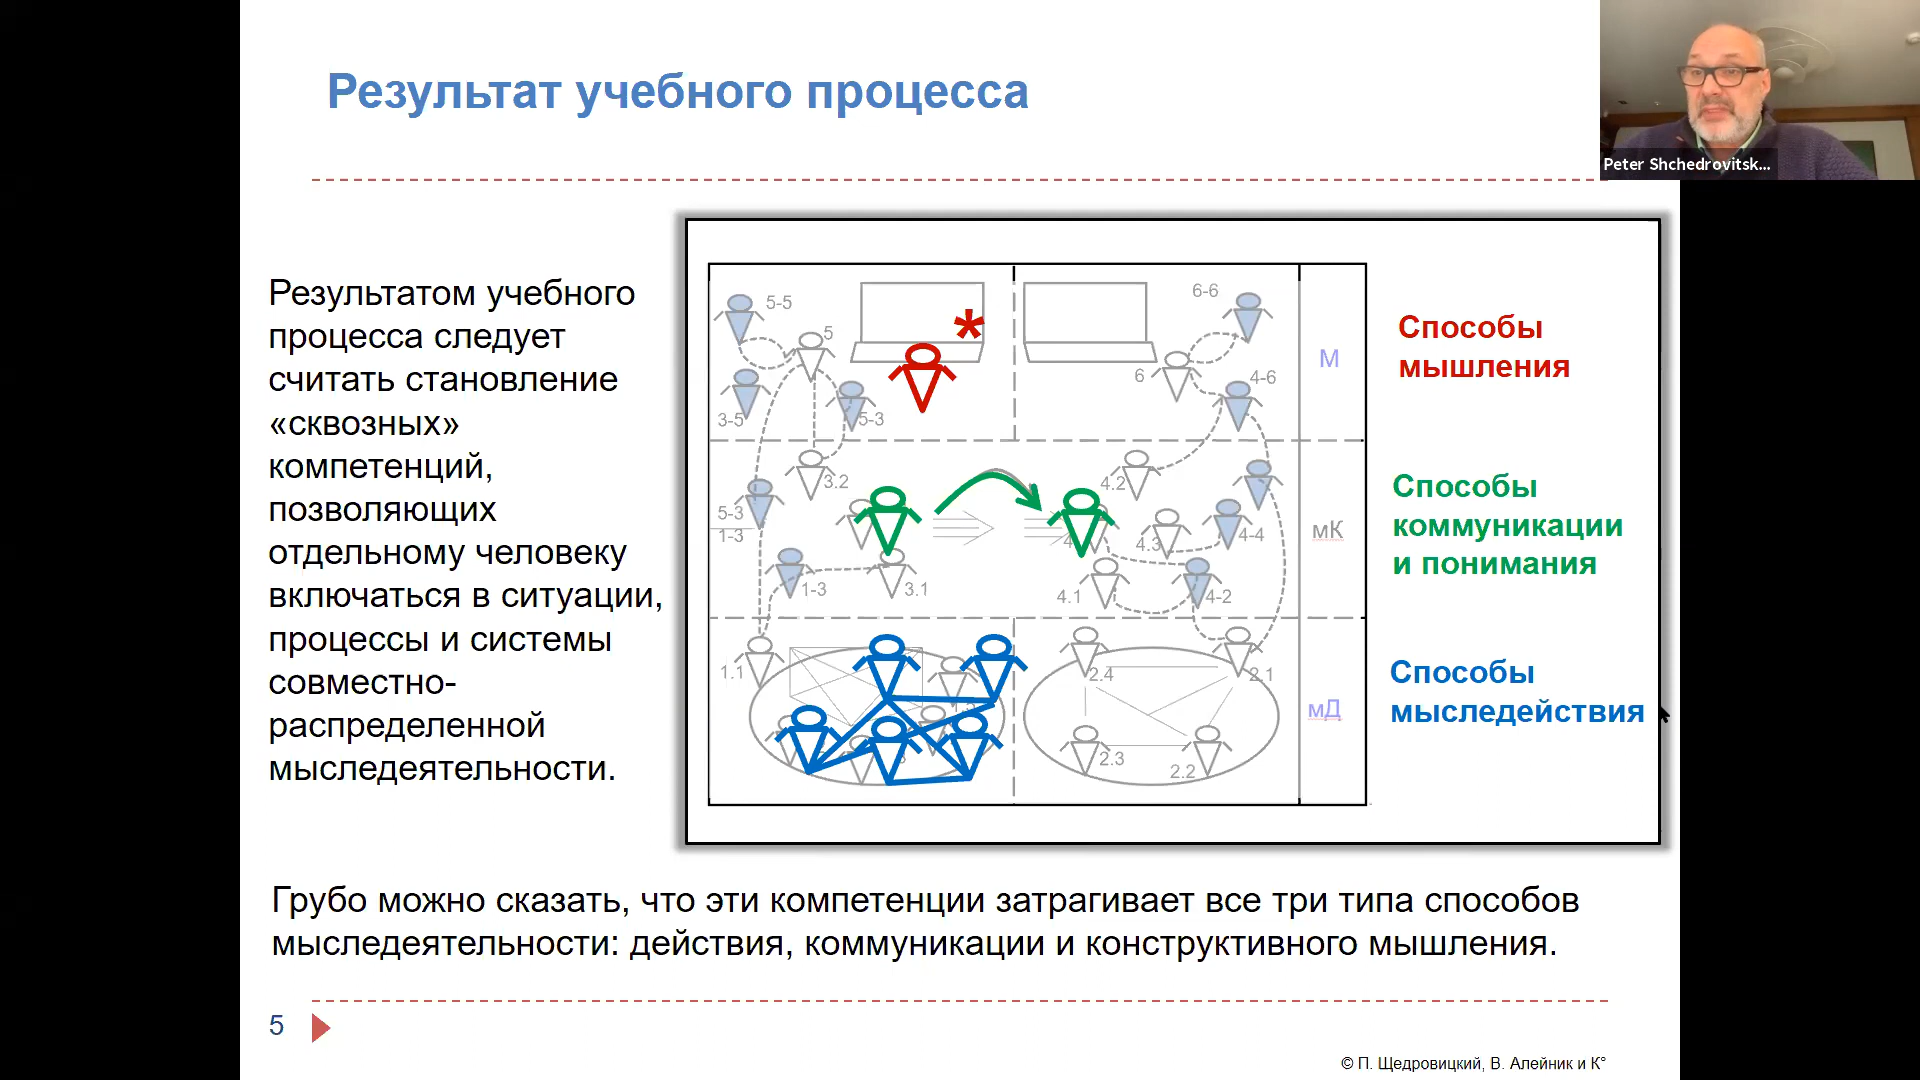 Результат учебного процесса
Peter Shchedrovitsk...
Результатом учебного
процесса следует
считать становление
«сквозных»
компетенций,
позволяющих
отдельному человеку
включаться в ситуации,
процессы и системы
совместно-
распределенной
мыследеятельности.
5-5
5
3-5
5-3
6-6
6
4-6
М
Способы
мышления
3.2
5-3
1-3
1-3
3.1
4.2
4
4.3
4-4
4.1
4-2
мК
Способы
коммуникации
и понимания
1.1
2.4
2.1
2.3
2.2
мД
Способы
мыследействия
Грубо можно сказать, что эти компетенции затрагивает все три типа способов
мыследеятельности: действия, коммуникации и конструктивного мышления.
5
© П. Щедровицкий, В. Алейник и К°